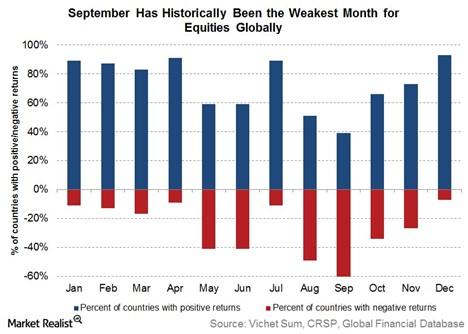 September Has Historically Been the Weakest Month for
Equities Globally
% of countries with positive/negative returns
100%
80%
60%
40%
20%
0%
-20%
-40%
-60%
Jan Feb Mar Apr May Jun Jul Aug Sep Oct Nov Dec
Percent of countries with positive returns Percent of countries with negative returns
Market Realist Source: Vichet Sum, CRSP, Global Financial Database